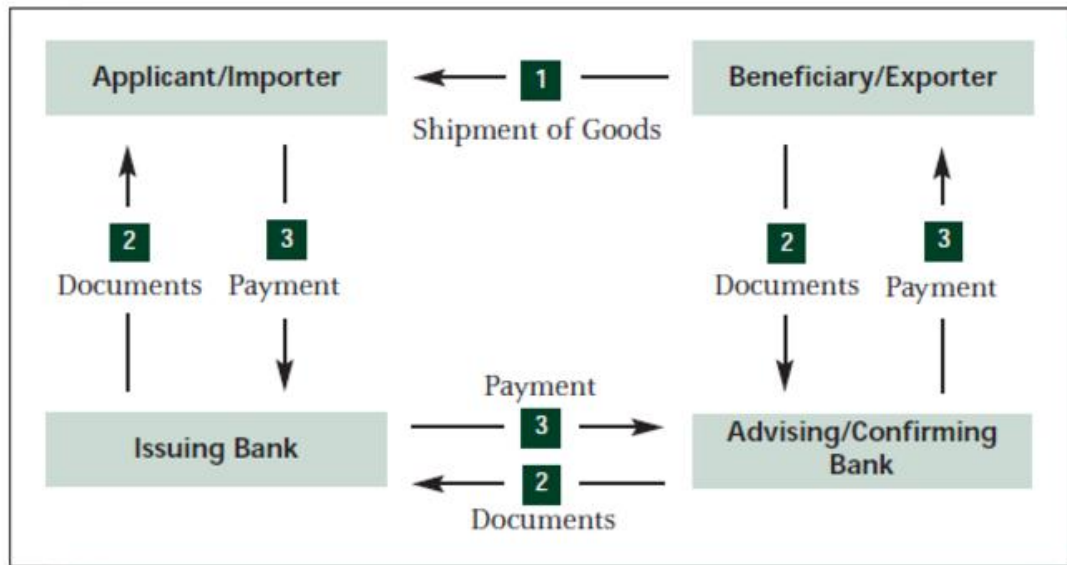 Applicant/Importer
1
Shipment of Goods
Beneficiary/Exporter
2
Documents
3
Payment
2
Documents
3
Payment
Payment
3
2
Documents
Issuing Bank
Advising/Confirming
Bank